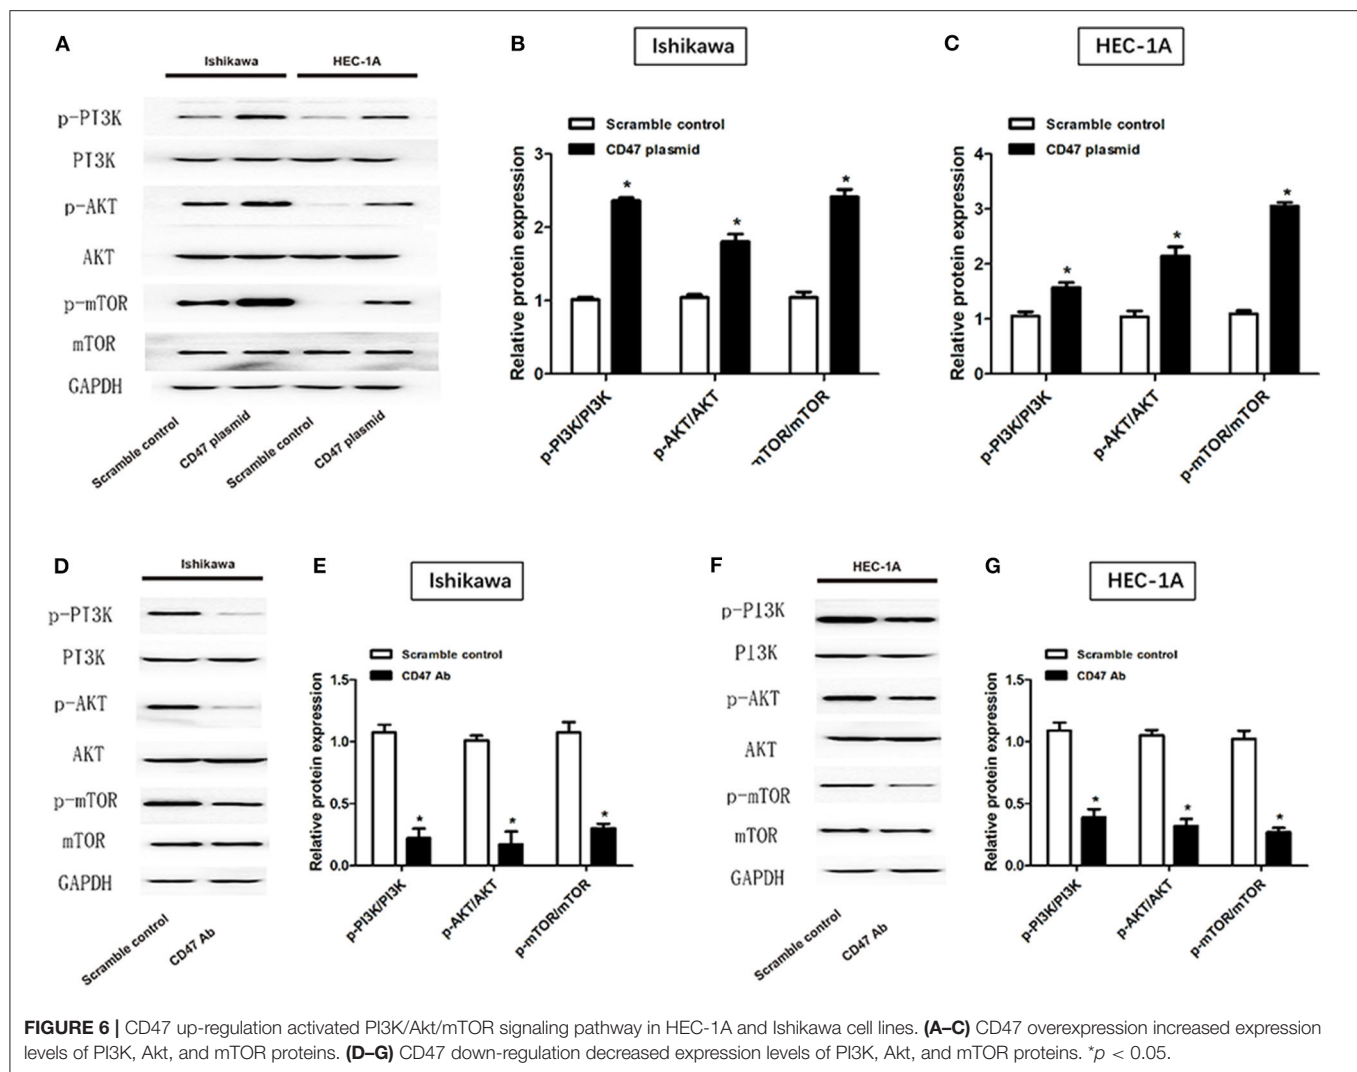 A
Ishikawa HEC-1A
p-PI3K
PI3K
p-AKT
AKT
p-mTOR
mTOR
GAPDH
Scramble control
CD47 plasmid
Scramble control
CD47 plasmid
B
Ishikawa
Scramble control
CD47 plasmid
Relative protein expression
3
2
1
0
*
*
*
p-PI3K/PI3K
p-AKT/AKT
mTOR/mTOR
C
HEC-1A
Scramble control
CD47 plasmid
Relative protein expression
4
3
2
1
0
*
*
*
p-PI3K/PI3K
p-AKT/AKT
p-mTOR/mTOR
D
Ishikawa
p-PI3K
PI3K
p-AKT
AKT
p-mTOR
mTOR
GAPDH
Scramble control
CD47 Ab
E
Ishikawa
Scramble control
CD47 Ab
Relative protein expression
1.5
1.0
0.5
0.0
*
*
*
p-PI3K/PI3K
p-AKT/AKT
p-mTOR/mTOR
F
HEC-1A
p-PI3K
PI3K
p-AKT
AKT
p-mTOR
mTOR
GAPDH
Scramble control
CD47 Ab
G
HEC-1A
Scramble control
CD47 Ab
Relative protein expression
1.5
1.0
0.5
0.0
*
*
*
p-PI3K/PI3K
p-AKT/AKT
p-mTOR/mTOR
FIGURE 6 | CD47 up-regulation activated PI3K/Akt/mTOR signaling pathway in HEC-1A and Ishikawa cell lines. (A–C) CD47 overexpression increased expression
levels of PI3K, Akt, and mTOR proteins. (D–G) CD47 down-regulation decreased expression levels of PI3K, Akt, and mTOR proteins. *p < 0.05.